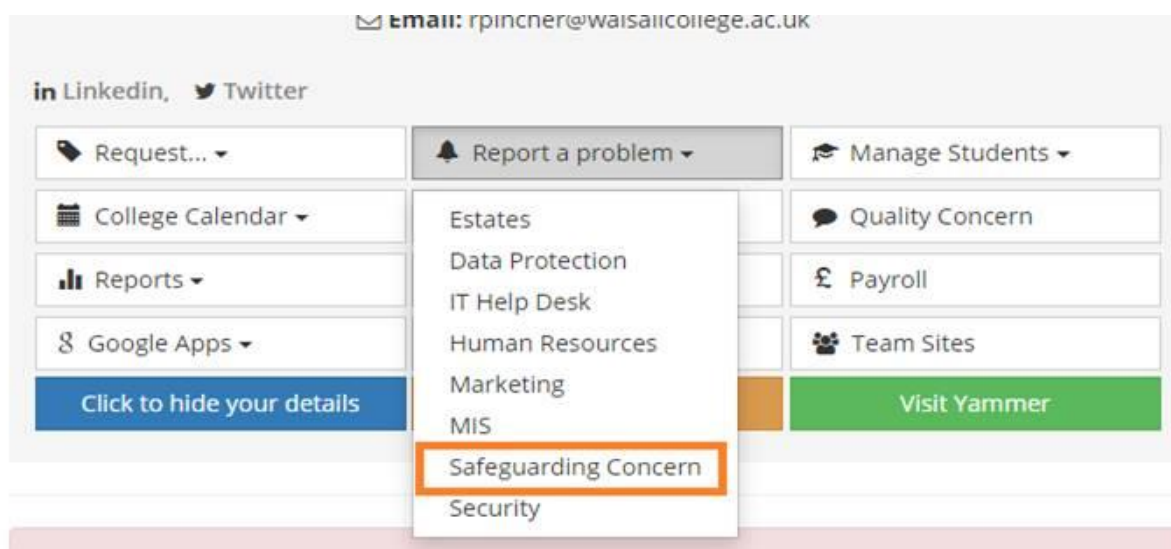 Email: rpincher@walsallcollege.ac.uk
in Linkedin, Twitter
Request...
Report a problem
Manage Students
College Calendar
Estates
Quality Concern
Data Protection
Reports
IT Help Desk
£ Payroll
Google Apps
Human Resources
Team Sites
Marketing
Click to hide your details
MIS
Visit Yammer
Safeguarding Concern
Security